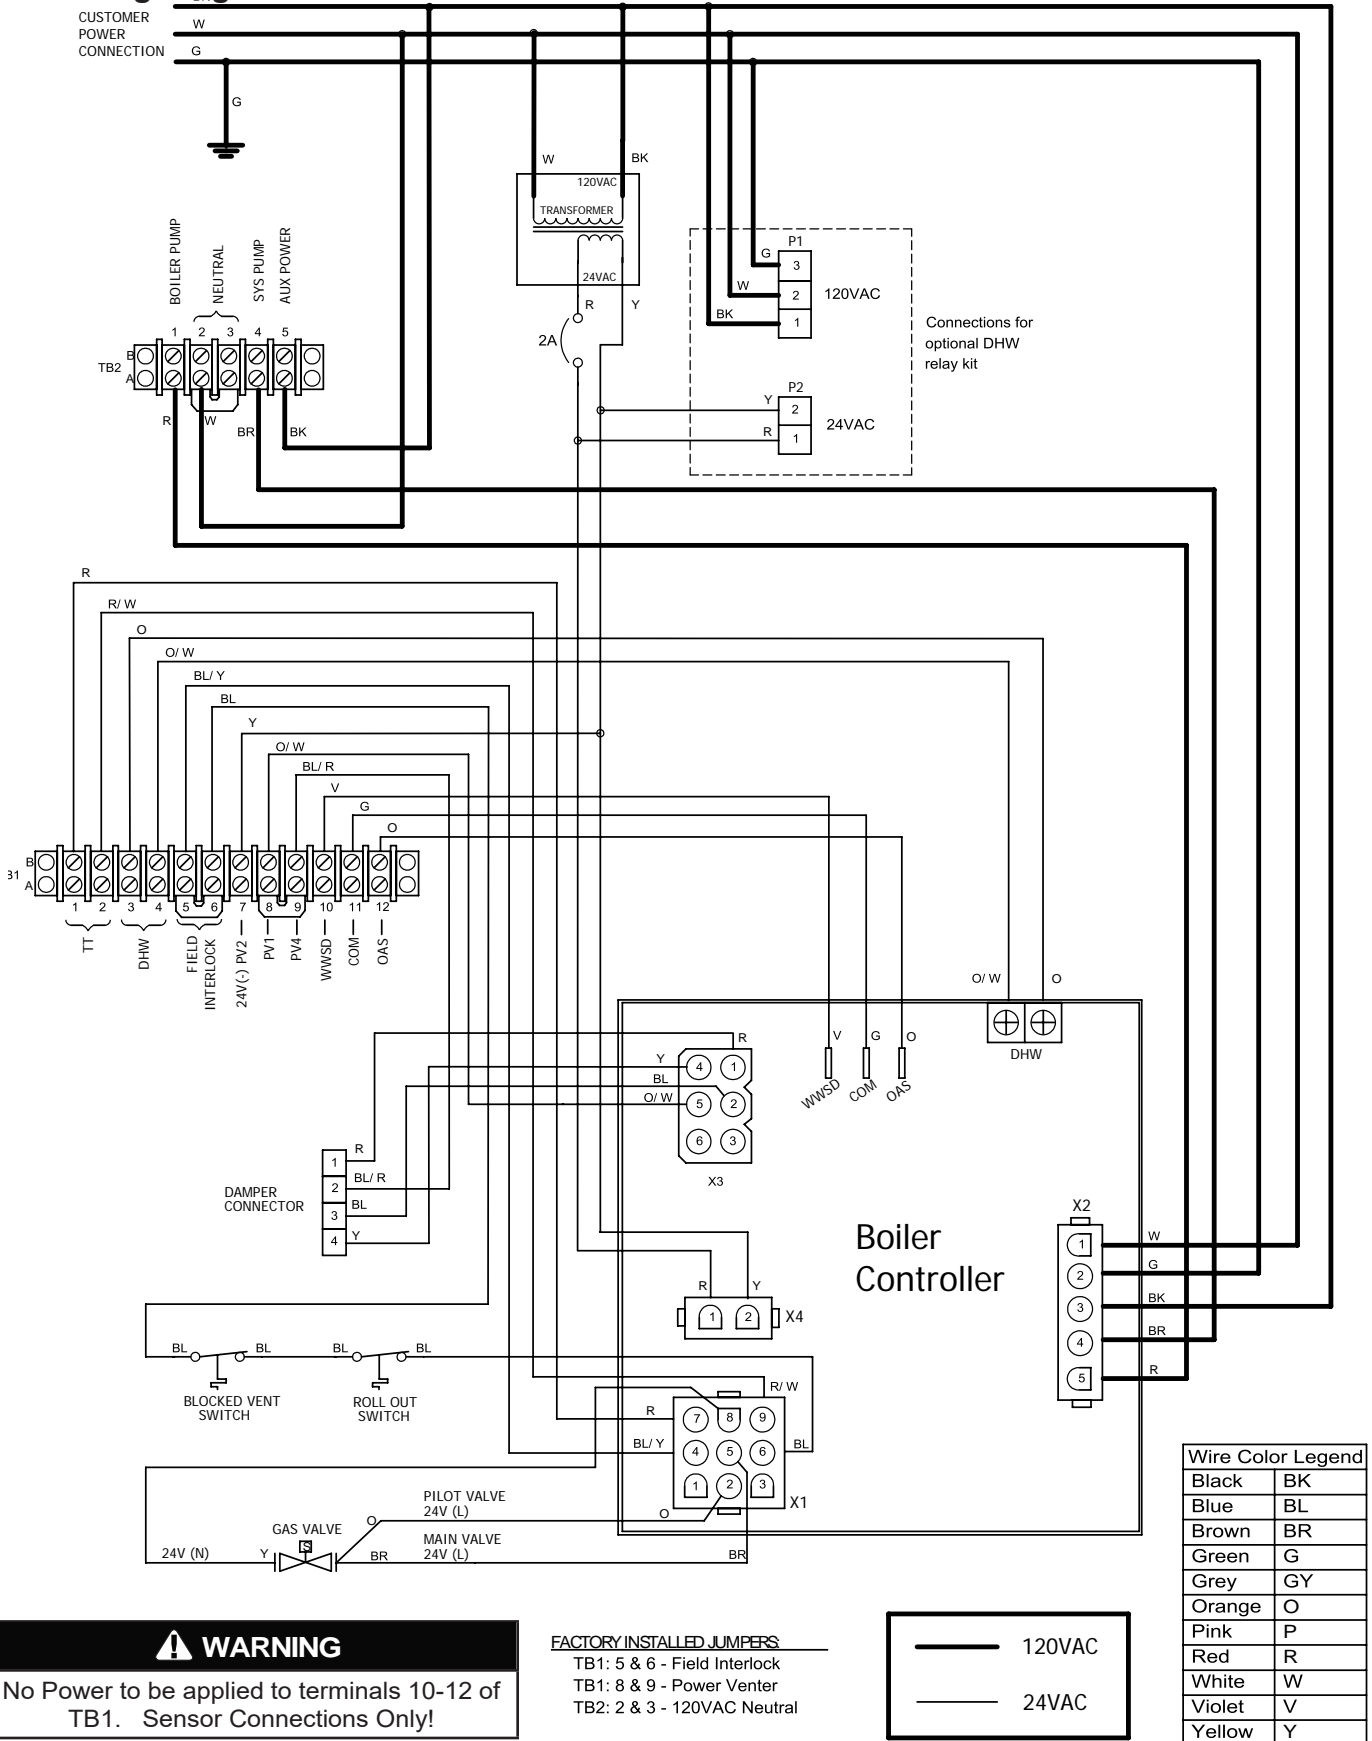 CUSTOMER
POWER
CONNECTION
W
G
G
W
BK
120VAC
TRANSFORMER
24VAC
R
Y
2A
BOILER PUMP
NEUTRAL
SYS PUMP
AUX POWER
1 2 3 4 5
TB2
B
A
R
W
BR
BK
P1
G
3
W
2
120VAC
BK
1
P2
Y
2
24VAC
R
1
Connections for
optional DHW
relay kit
R
R/ W
O
O/ W
BL/ Y
BL
Y
O/ W
BL/ R
V
G
O
B
A
1 2 3 4 5 6 7 8 9 10 11 12
TT
DHW
FIELD
INTERLOCK
24V(-) PV2
PV1
PV4
WWSD
COM
OAS
O/ W
O
DHW
V
G
O
WWSD
COM
OAS
R
Y
BL
O/ W
4 1
5 2
6 3
X3
DAMPER
CONNECTOR
1 R
2 BL/ R
3 BL
4 Y
Boiler
Controller
X2
1 W
2 G
3 BK
4 BR
5 R
R
Y
1 2
X4
BL
BL
BL
BL
BLOCKED VENT
SWITCH
ROLL OUT
SWITCH
R/ W
R
BL/ Y
BL
7 8 9
4 5 6
1 2 3
X1
O
BR
PILOT VALVE
24V (L)
GAS VALVE
S
O
MAIN VALVE
24V (L)
24V (N)
Y
BR
Wire Color Legend
Black BK
Blue BL
Brown BR
Green G
Grey GY
Orange O
Pink P
Red R
White W
Violet V
Yellow Y
WARNING
No Power to be applied to terminals 10-12 of
TB1. Sensor Connections Only!
FACTORY INSTALLED JUMPERS:
TB1: 5 & 6 - Field Interlock
TB1: 8 & 9 - Power Venter
TB2: 2 & 3 - 120VAC Neutral
120VAC
24VAC